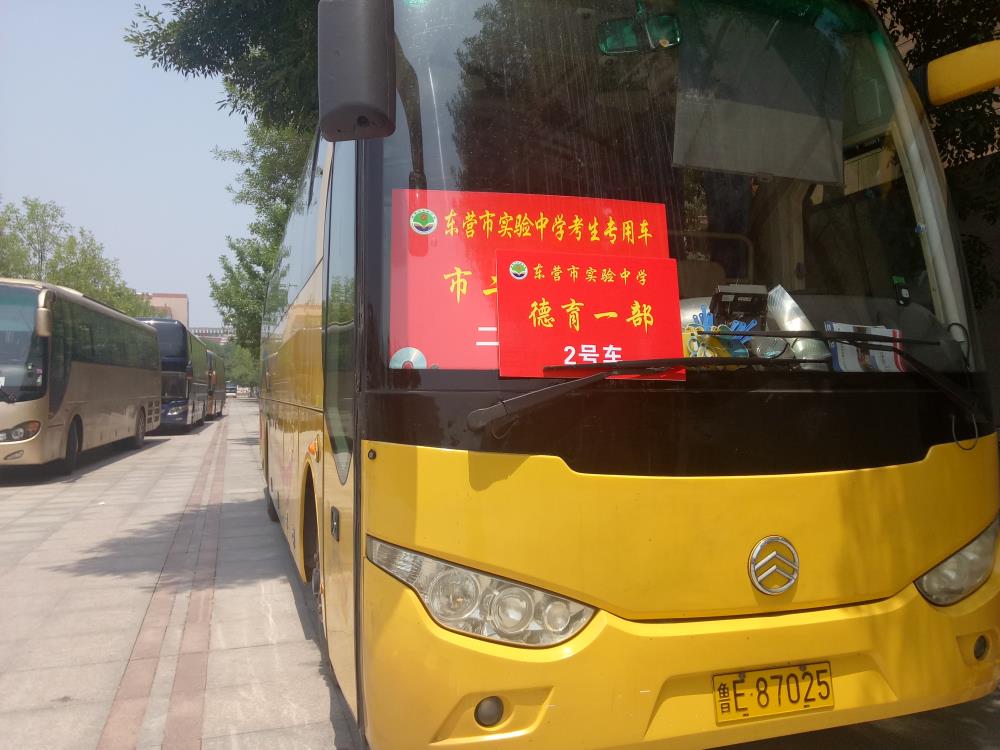 东营市实验中学考生专用车
市
二
东营市实验中学
德育一部
2号车
鲁E·87025